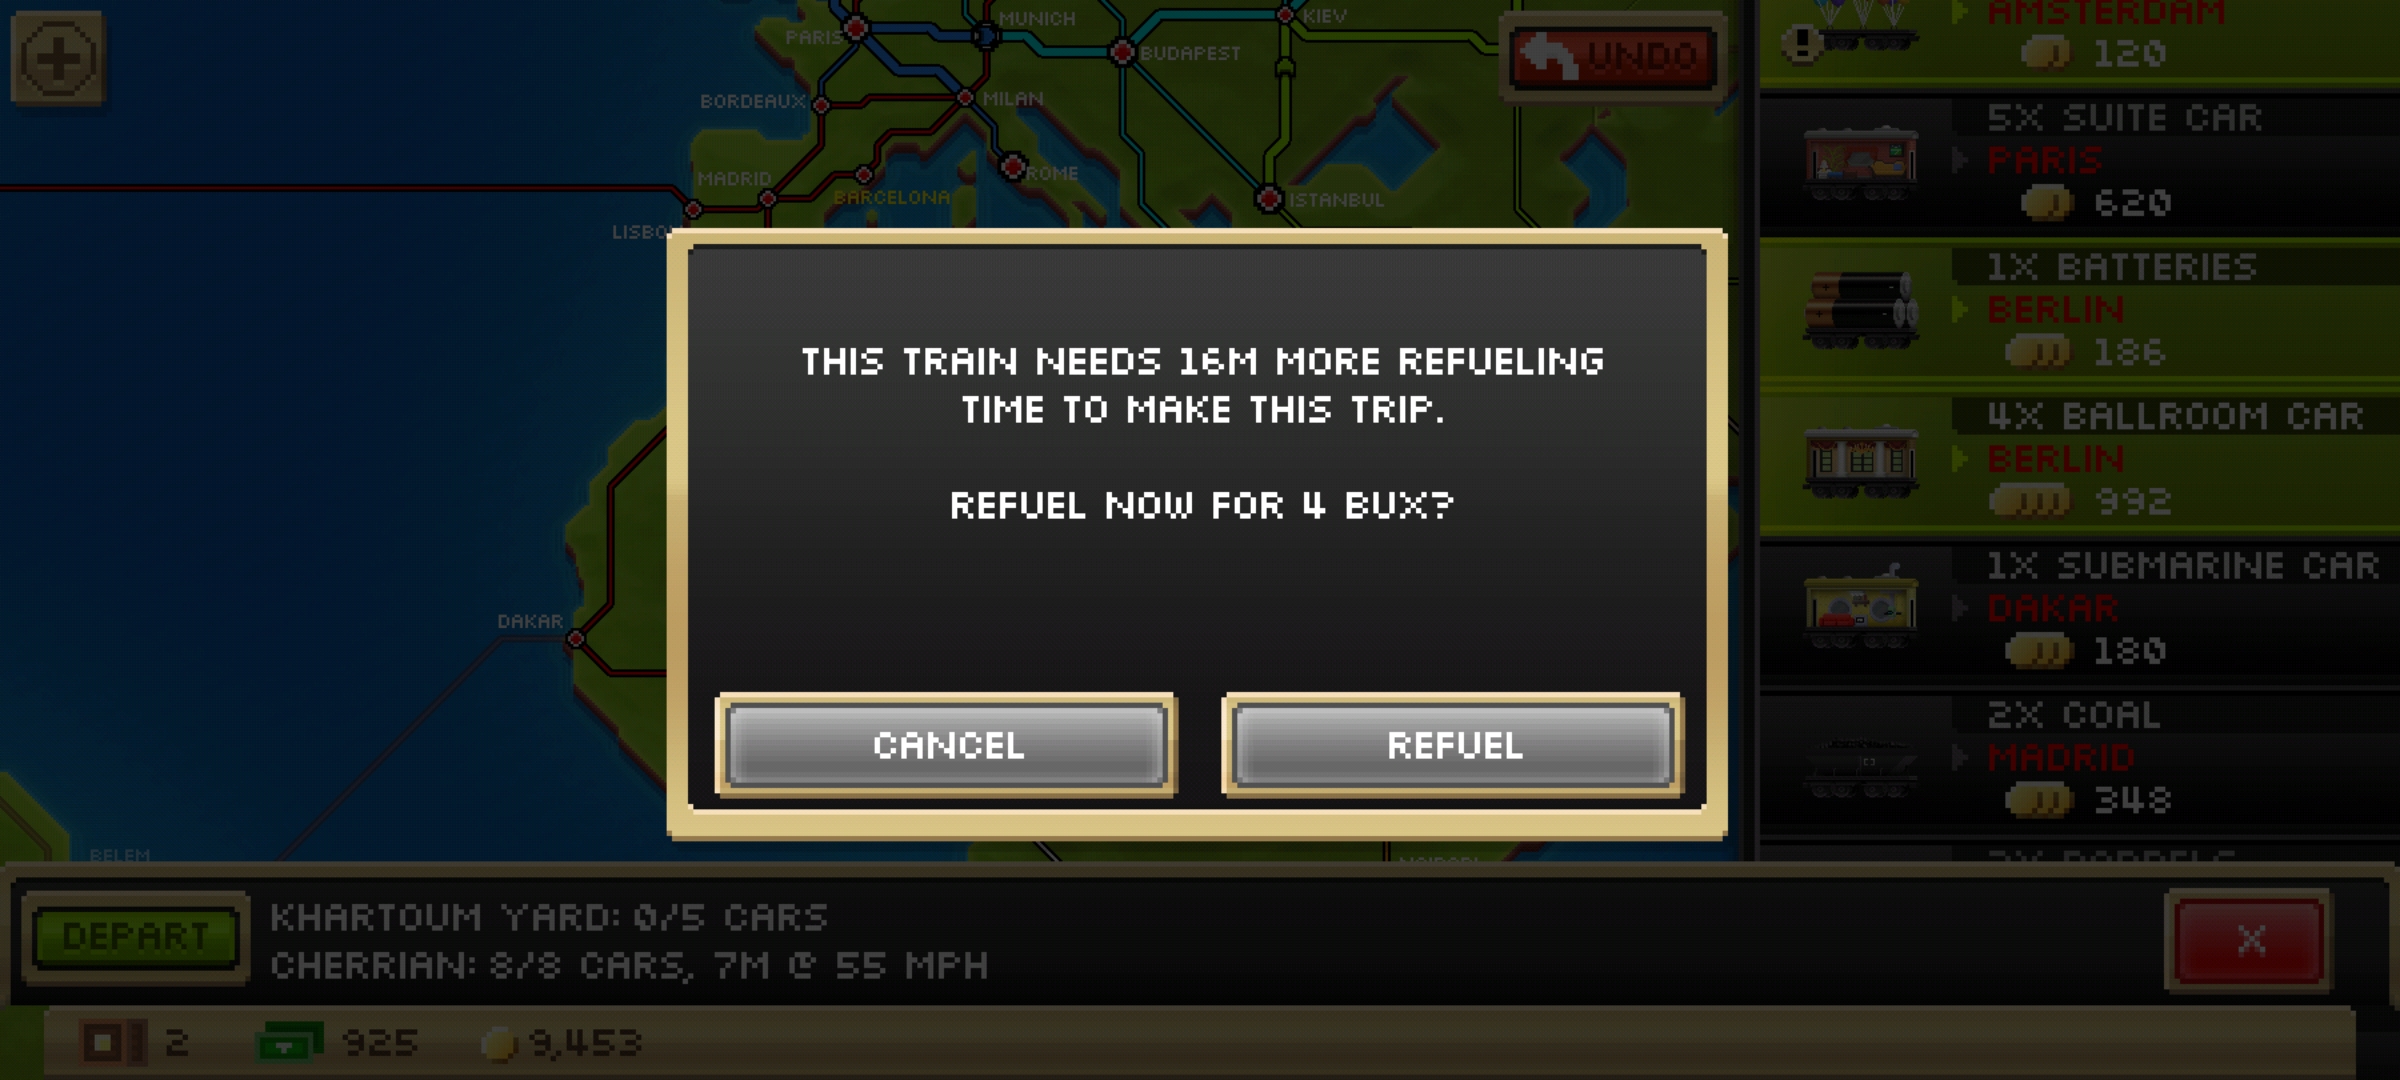 PARIS
MUNICH
KIEV
BUDAPEST
UNDO
BORDEAUX
MILAN
MADRID
BARCELONA
ROME
ISTANBUL
LISBO
DAKAR
BELEM
AMSTERDAM
120
5X SUITE CAR
PARIS
620
1X BATTERIES
BERLIN
186
4X BALLROOM CAR
BERLIN
992
1X SUBMARINE CAR
DAKAR
180
2X COAL
MADRID
348
THIS TRAIN NEEDS 16M MORE REFUELING
TIME TO MAKE THIS TRIP.
REFUEL NOW FOR 4 BUX?
CANCEL
REFUEL
DEPART
KHARTOUM YARD: 0/5 CARS
CHERRIAN: 8/8 CARS, 7M @ 55 MPH
X
2
925
9,453